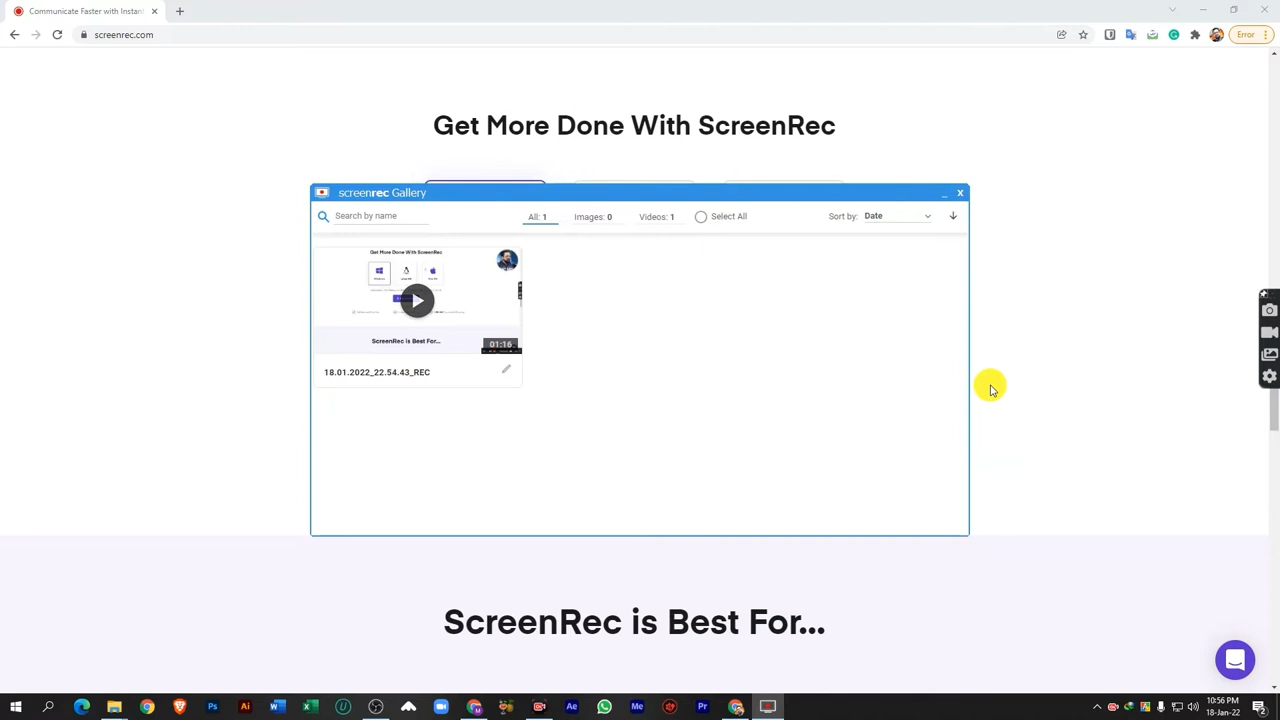 Communicate Faster with Instant
screenrec.com
Error
Get More Done With ScreenRec
screenrec Gallery
Search by name
All: 1
Images: 0
Videos: 1
Select All
Sort by:
Date
Get More Done With ScreenRec
ScreenRec is Best For...
01:16
18.01.2022_22.54.43_REC
ScreenRec is Best For...
10:56 PM
18-Jan-22